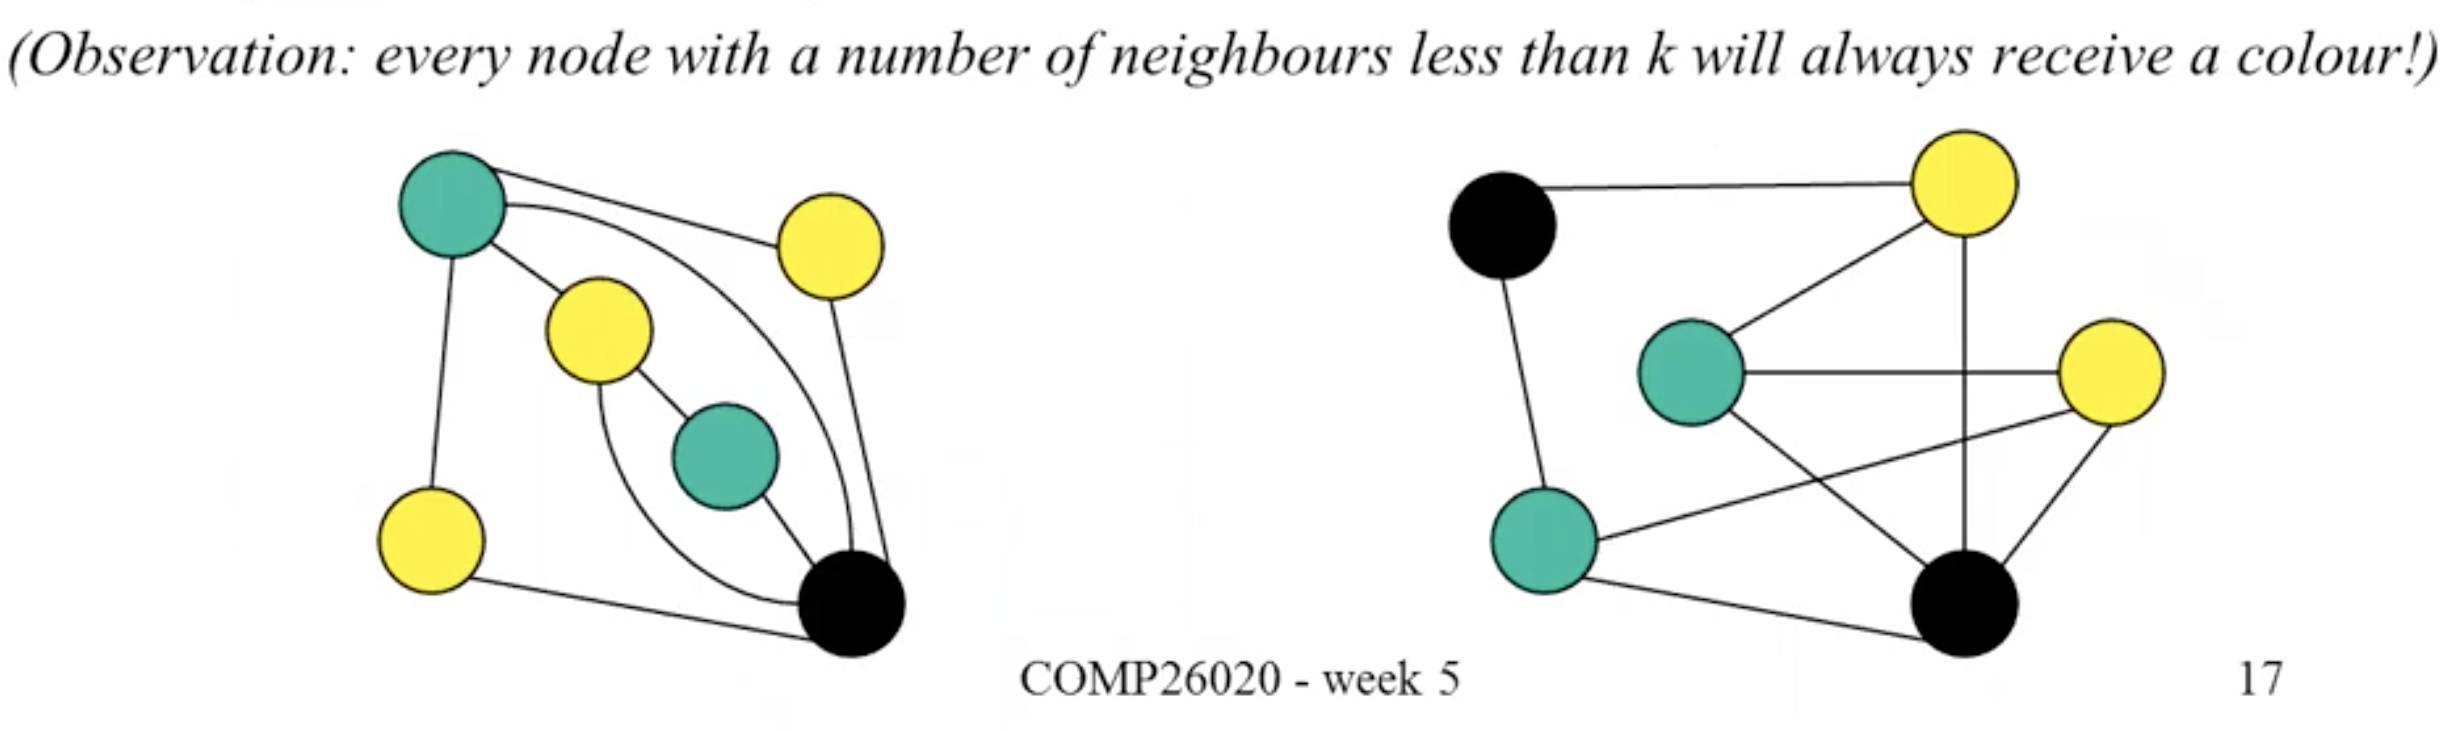 (Observation: every node with a number of neighbours less than k will always receive a colour!)
COMP26020 - week 5
17